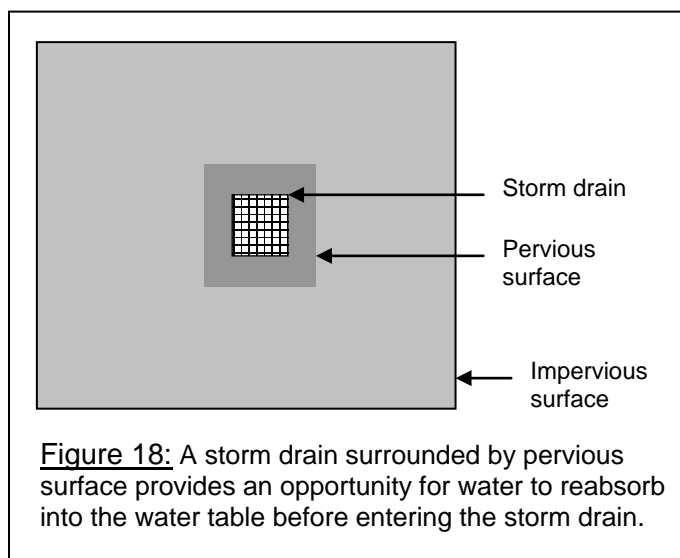 Storm drain
Pervious
surface
Impervious
surface
Figure 18: A storm drain surrounded by pervious
surface provides an opportunity for water to reabsorb
into the water table before entering the storm drain.